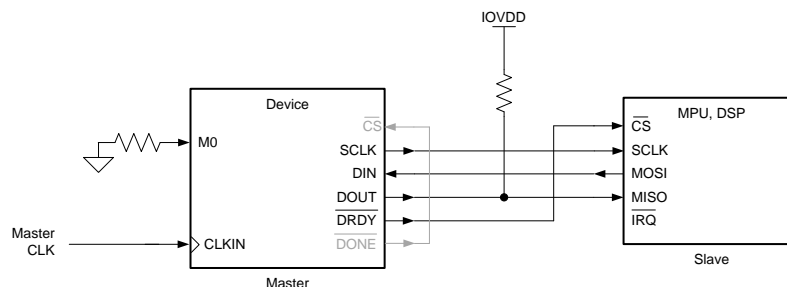 IOVDD
Device
M0
CS
SCLK
DIN
DOUT
DRDY
DONE
CLKIN
Master
CLK
Master
MPU, DSP
CS
SCLK
MOSI
MISO
IRQ
Slave